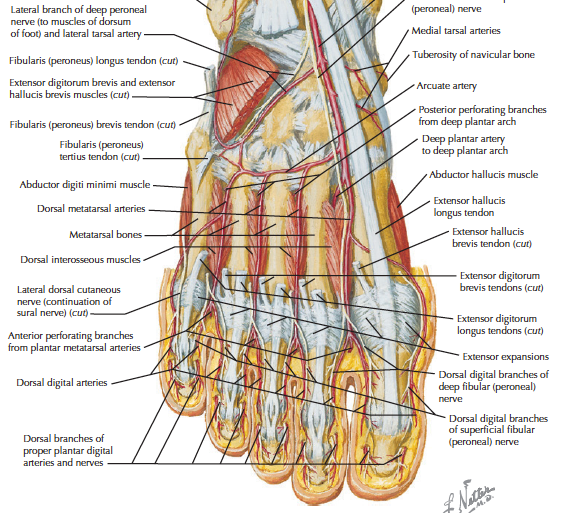 Lateral branch of deep peroneal
nerve (to muscles of dorsum
of foot) and lateral tarsal artery
Fibularis (peroneus) longus tendon (cut)
Extensor digitorum brevis and extensor
hallucis brevis muscles (cut)
Fibularis (peroneus) brevis tendon (cut)
Fibularis (peroneus)
tertius tendon (cut)
Abductor digiti minimi muscle
Dorsal metatarsal arteries
Metatarsal bones
Dorsal interosseous muscles
Lateral dorsal cutaneous
nerve (continuation of
sural nerve) (cut)
Anterior perforating branches
from plantar metatarsal arteries
Dorsal digital arteries
Dorsal branches of
proper plantar digital
arteries and nerves
(peroneal) nerve
Medial tarsal arteries
Tuberosity of navicular bone
Arcuate artery
Posterior perforating branches
from deep plantar arch
Deep plantar artery
to deep plantar arch
Abductor hallucis muscle
Extensor hallucis
longus tendon
Extensor hallucis
brevis tendon (cut)
Extensor digitorum
brevis tendons (cut)
Extensor digitorum
longus tendons (cut)
Extensor expansions
Dorsal digital branches of
deep fibular (peroneal)
nerve
Dorsal digital branches
of superficial fibular
(peroneal) nerve
F. Netter
M.D.